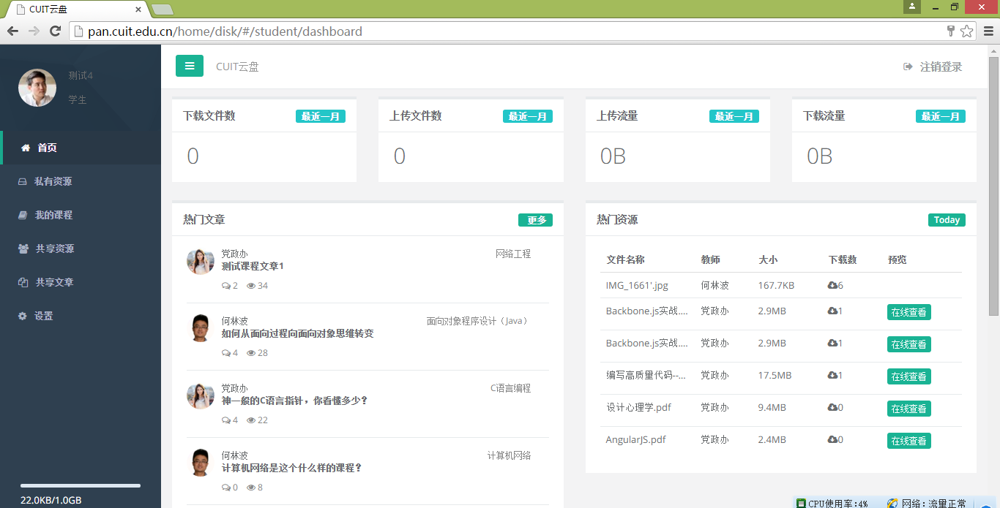 CUIT云盘
pan.cuit.edu.cn/home/disk/#/student/dashboard
测试4
学生
首页
私有资源
我的课程
共享资源
共享文章
设置
22.0KB/1.0GB
CUIT云盘
注销登录
下载文件数 最近一月
0
上传文件数 最近一月
0
上传流量 最近一月
0B
下载流量 最近一月
0B
热门文章 更多
党政办 网络工程
测试课程文章1
2 34
何林波 面向对象程序设计（Java）
如何从面向过程向面向对象思维转变
4 28
党政办 C语言编程
神一般的C语言指针，你看懂多少？
4 22
何林波 计算机网络
计算机网络是这个什么样的课程？
0 8
热门资源 Today
文件名称 教师 大小 下载数 预览
IMG_1661'.jpg 何林波 167.7KB 6
Backbone.js实战.... 党政办 2.9MB 1 在线查看
Backbone.js实战.... 党政办 2.9MB 1 在线查看
编写高质量代码--... 党政办 17.5MB 1 在线查看
设计心理学.pdf 党政办 9.4MB 0 在线查看
AngularJS.pdf 党政办 2.4MB 0 在线查看
CPU使用率:4% 网络：流量正常